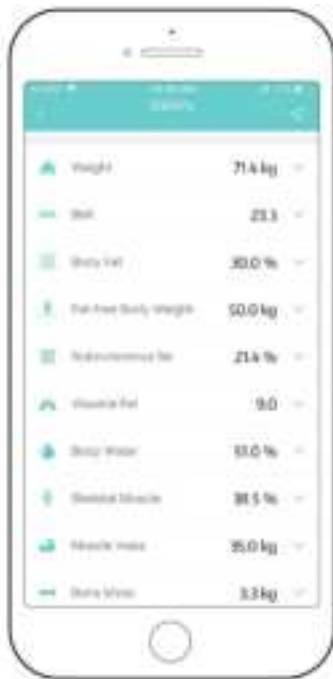 Weight 71.4 kg
BMI 23.3
Body Fat 30.0 %
Fat-free Body Weight 50.0 kg
Subcutaneous fat 21.4 %
Visceral Fat 9.0
Body Water 51.0 %
Skeletal Muscle 38.5 %
Muscle mass 35.0 kg
Bone Mass 3.3 kg